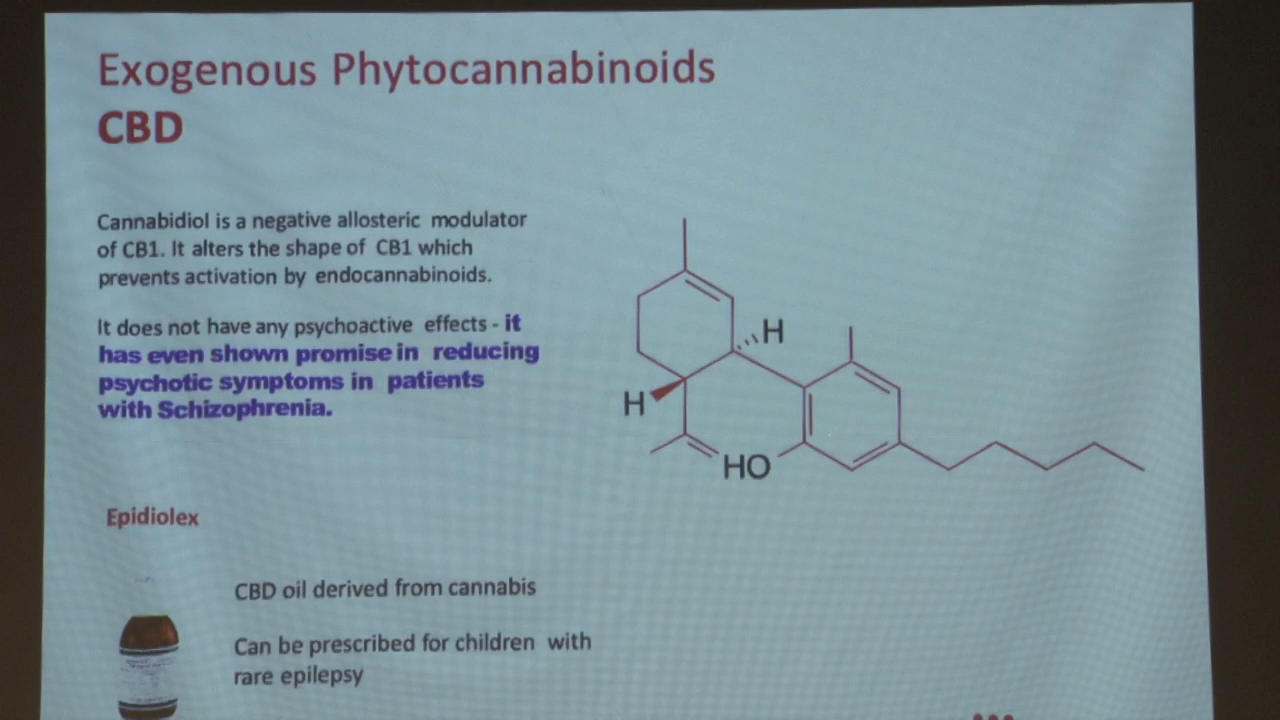 Exogenous Phytocannabinoids
CBD
Cannabidiol is a negative allosteric modulator
of CB1. It alters the shape of CB1 which
prevents activation by endocannabinoids.
It does not have any psychoactive effects - it
has even shown promise in reducing
psychotic symptoms in patients
with Schizophrenia.
H
H
HO
Epidiolex
CBD oil derived from cannabis
Can be prescribed for children with
rare epilepsy